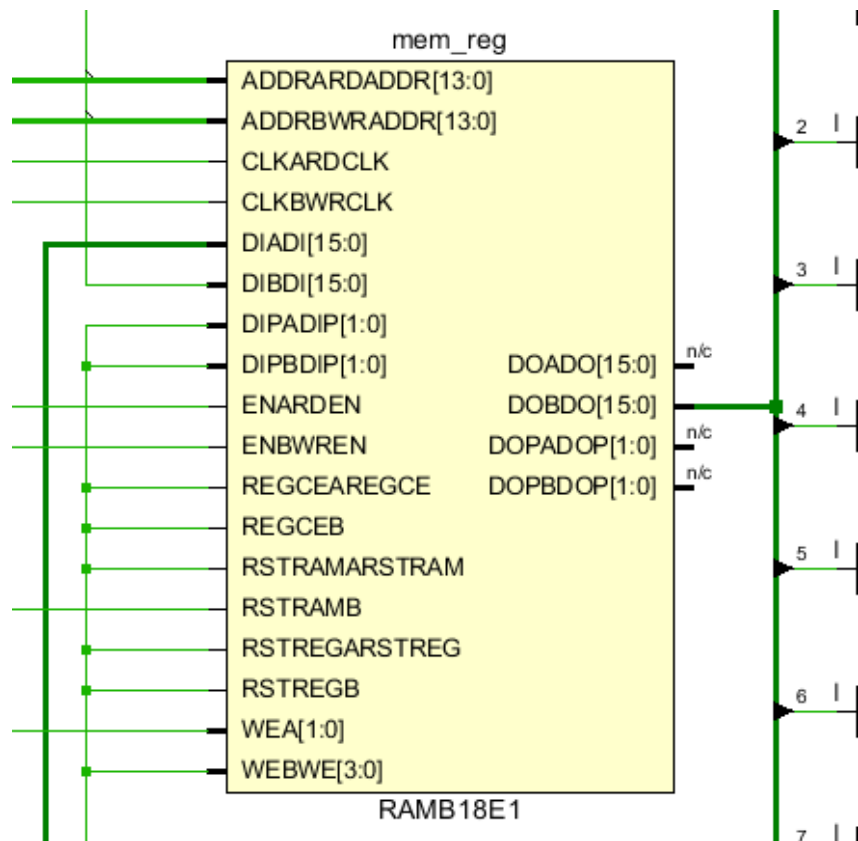 mem_reg
ADDRARDADDR[13:0]
ADDRBWRADDR[13:0]
CLKARDCLK
CLKBWRCLK
DIADI[15:0]
DIBDI[15:0]
DIPADIP[1:0]
DIPBDIP[1:0]
ENARDEN
ENBWREN
REGCEAREGCE
REGCEB
RSTRAMARSTRAM
RSTRAMB
RSTREGARSTREG
RSTREGB
WEA[1:0]
WEBWE[3:0]
DOADO[15:0] n/c
DOBDO[15:0]
DOPADOP[1:0] n/c
DOPBDOP[1:0] n/c
RAMB18E1
2 I
3 I
4 I
5 I
6 I
7 I